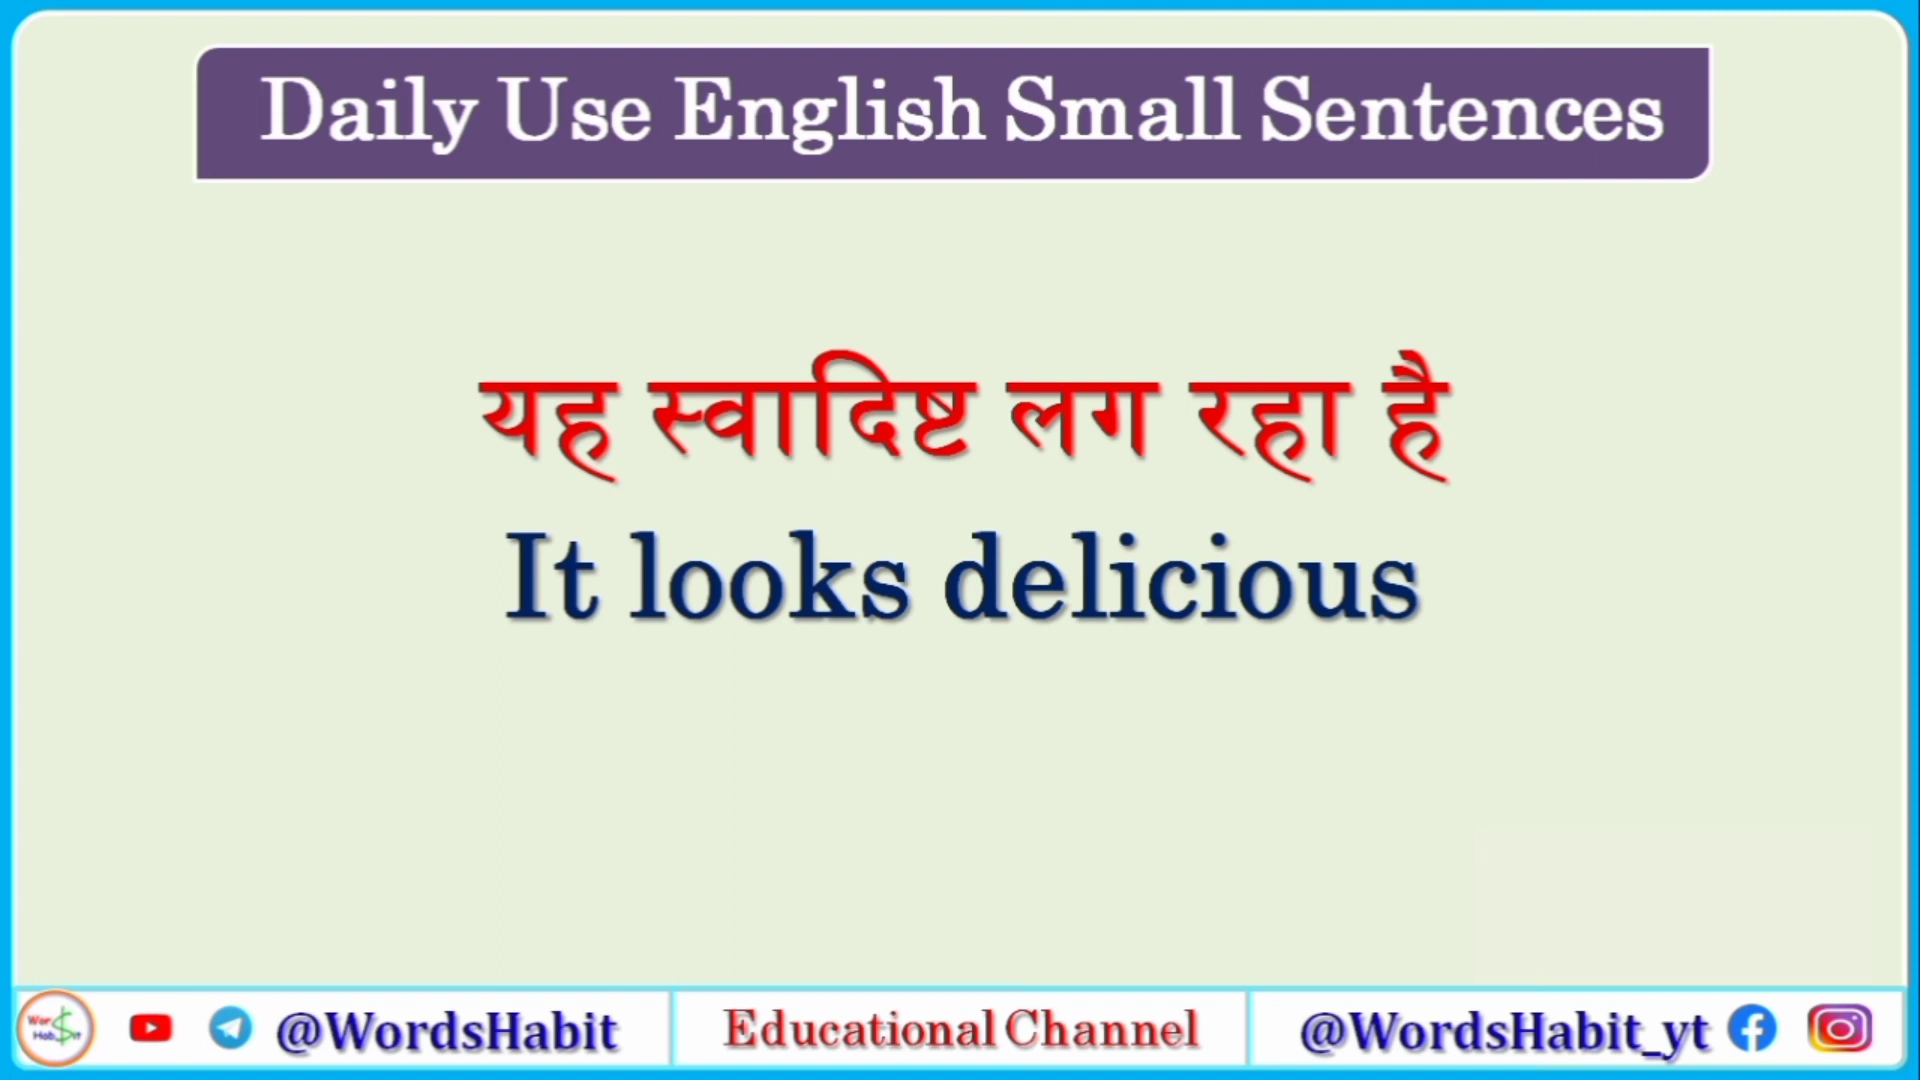 Daily Use English Small Sentences
यह स्वादिष्ट लग रहा है
It looks delicious
@WordsHabit
Educational Channel
@WordsHabit_yt